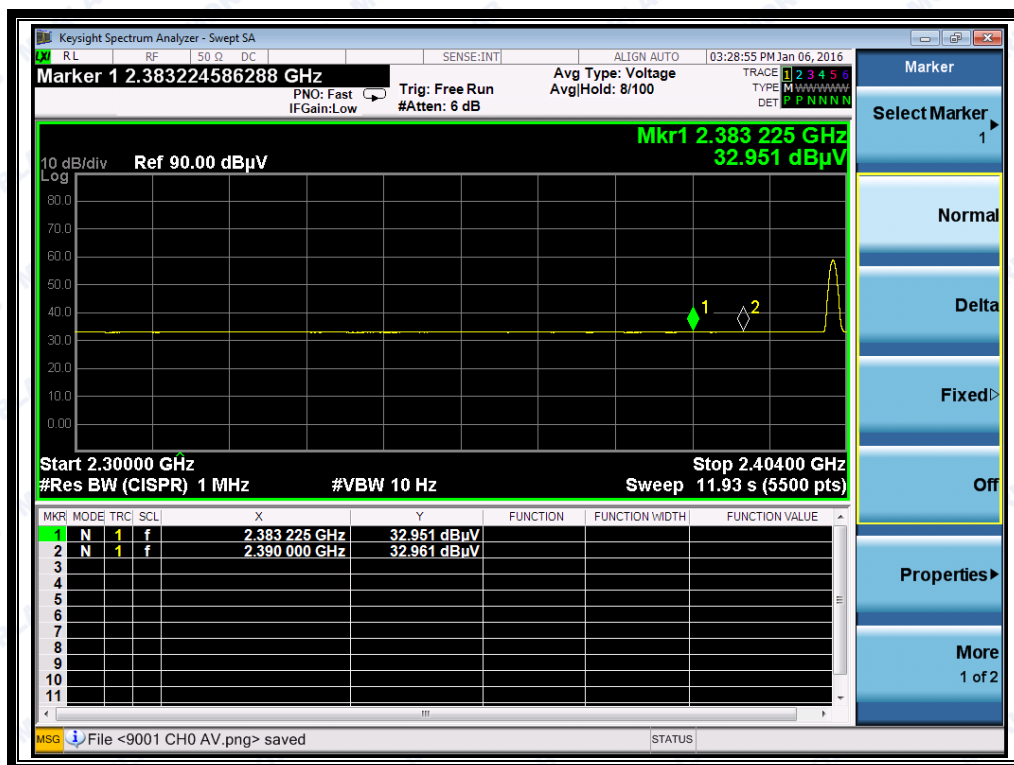 Keysight Spectrum Analyzer - Swept SA
LXI RL RF 50 Ω DC SENSE:INT ALIGN AUTO 03:28:55 PM Jan 06, 2016
Marker 1 2.383224586288 GHz
PNO: Fast
IFGain:Low
Trig: Free Run
#Atten: 6 dB
Avg Type: Voltage
Avg|Hold: 8/100
TRACE 1 2 3 4 5 6
TYPE M WWWWW
DET P P N N N N
Mkr1 2.383 225 GHz
32.951 dBµV
10 dB/div Ref 90.00 dBµV
Log
80.0
70.0
60.0
50.0
40.0
30.0
20.0
10.0
0.00
1
2
Start 2.30000 GHz Stop 2.40400 GHz
#Res BW (CISPR) 1 MHz #VBW 10 Hz Sweep 11.93 s (5500 pts)
MKR MODE TRC SCL X Y FUNCTION FUNCTION WIDTH FUNCTION VALUE
1 N 1 f 2.383 225 GHz 32.951 dBµV
2 N 1 f 2.390 000 GHz 32.961 dBµV
3
4
5
6
7
8
9
10
11
MSG File <9001 CH0 AV.png> saved STATUS
Marker
Select Marker
1
Normal
Delta
Fixed
Off
Properties
More
1 of 2